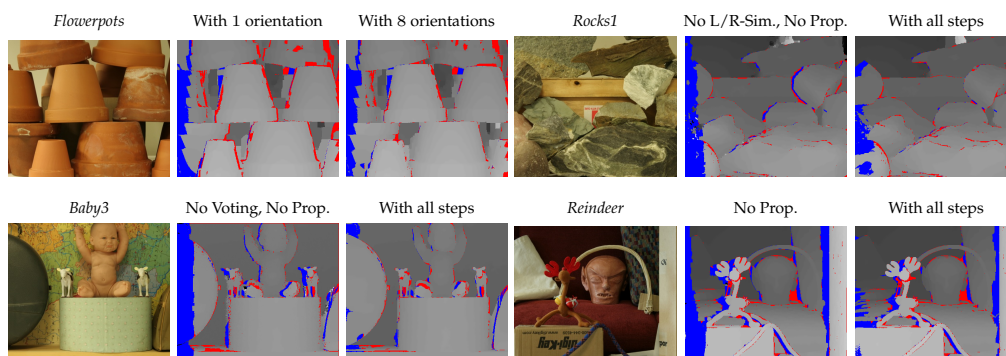 Flowerpots With 1 orientation With 8 orientations Rocks1 No L/R-Sim., No Prop. With all steps
Baby3 No Voting, No Prop. With all steps Reindeer No Prop. With all steps